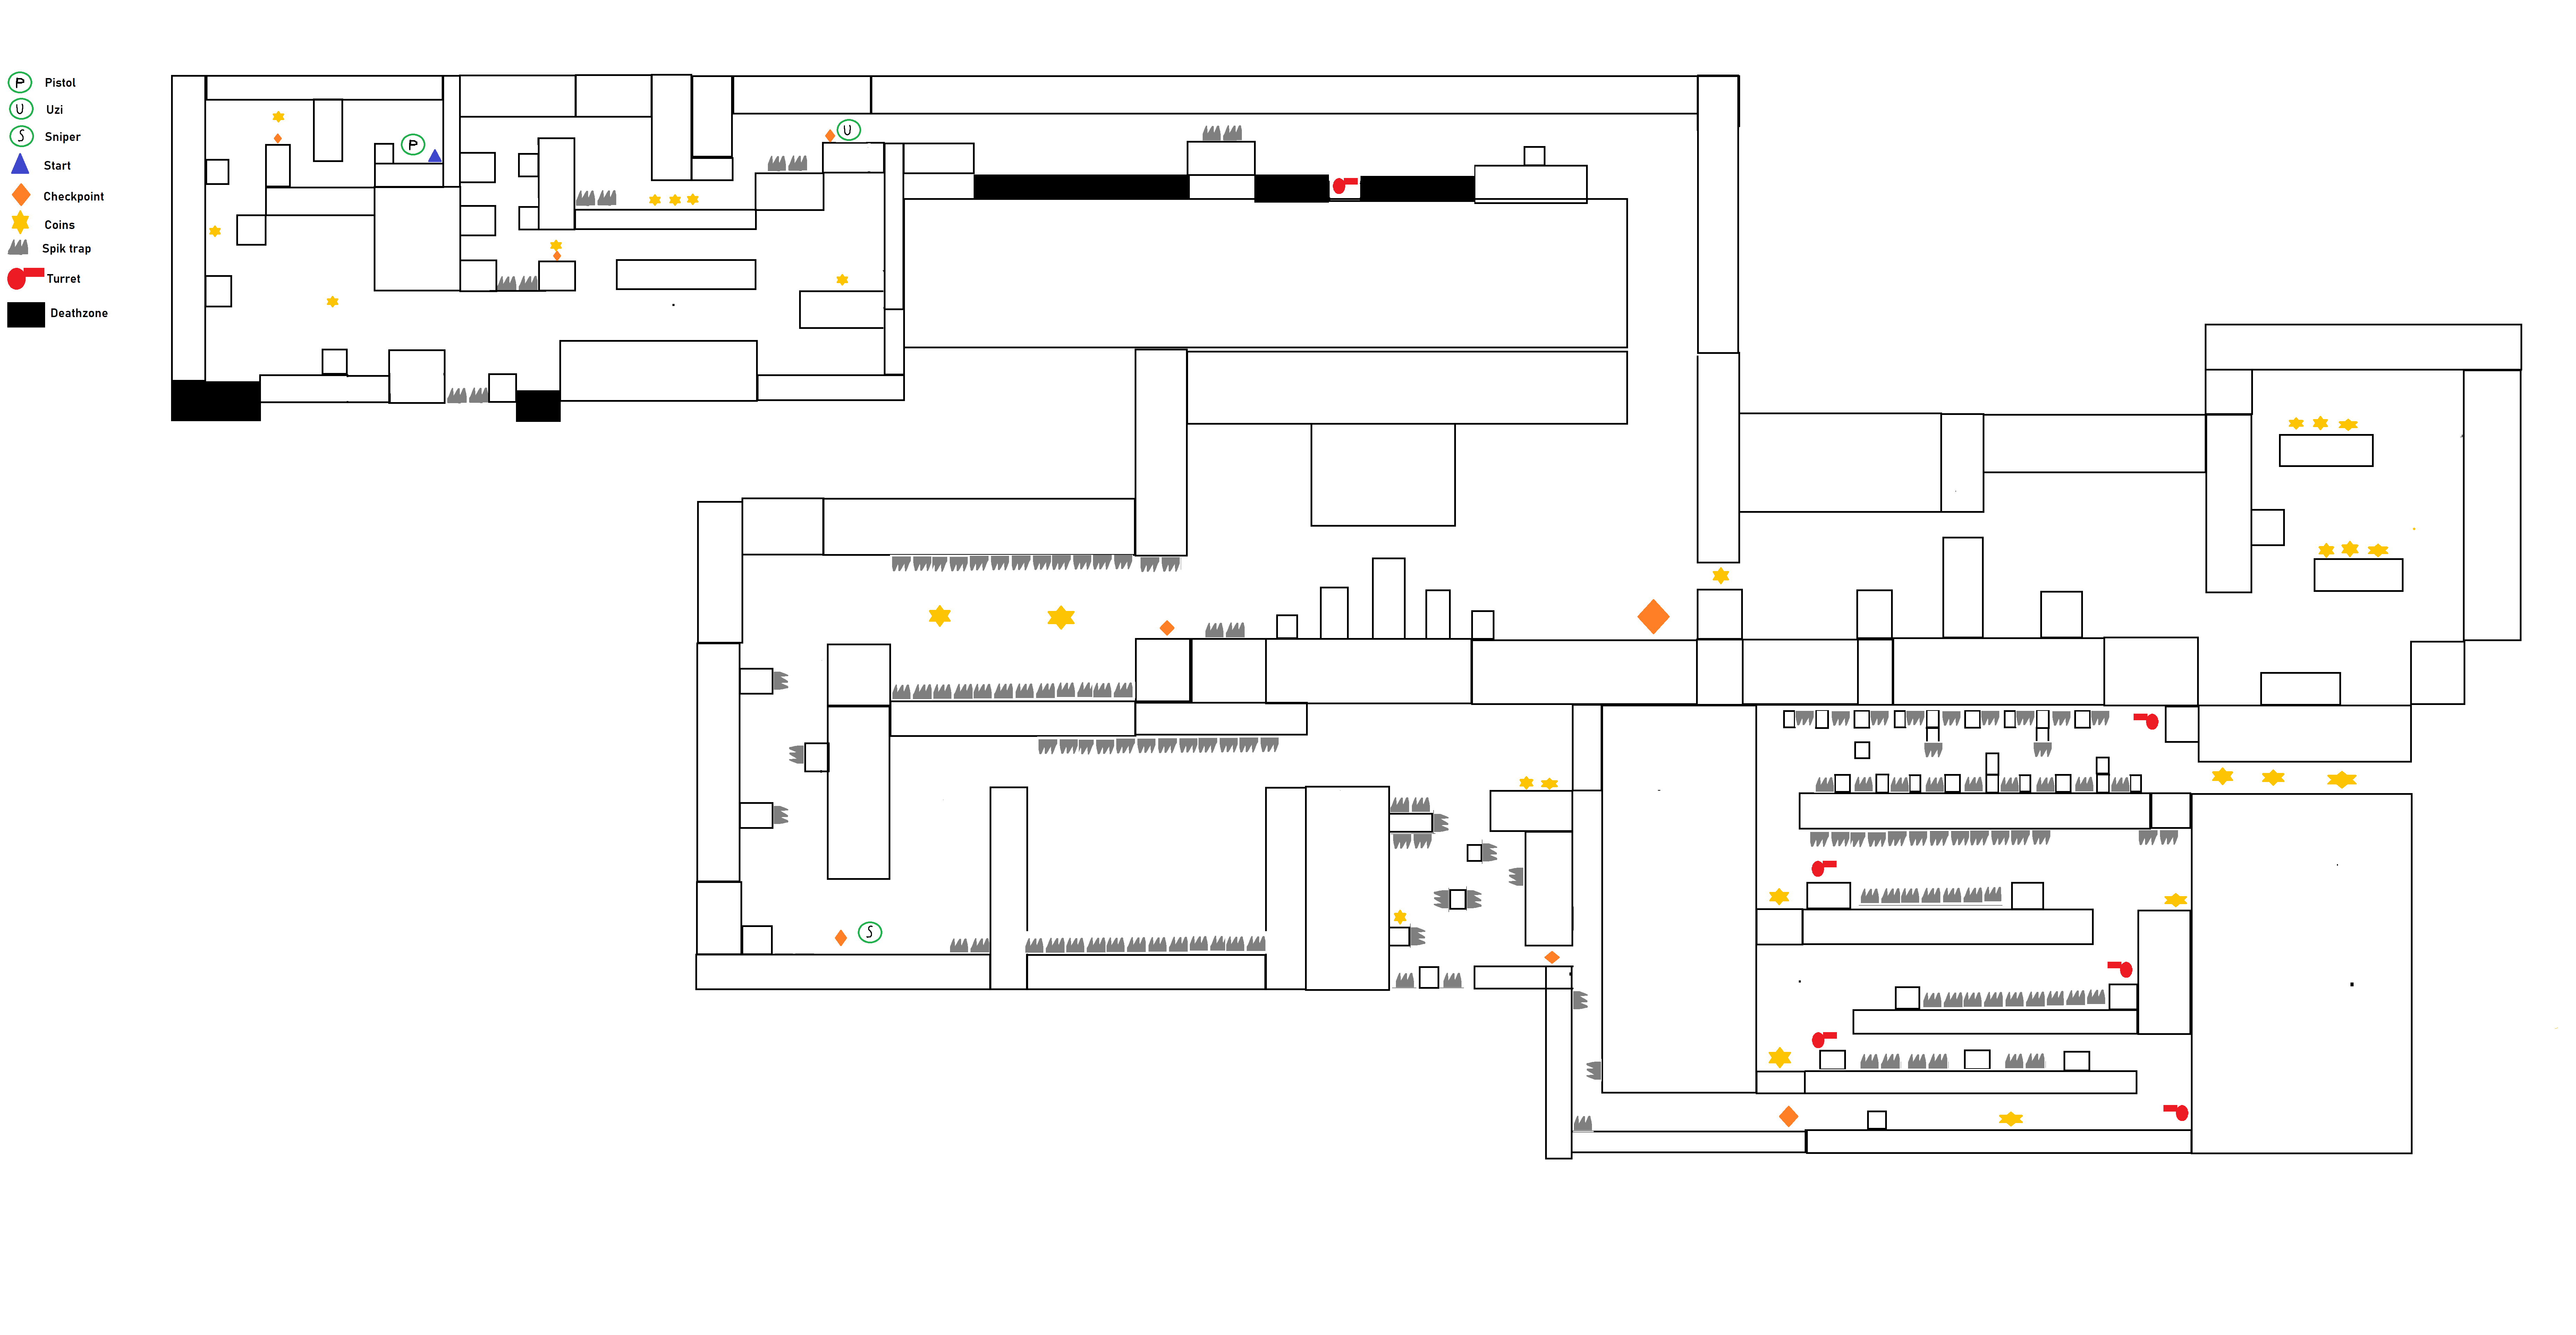 P Pistol
U Uzi
S Sniper
Start
Checkpoint
Coins
Spik trap
Turret
Deathzone
P
U
S